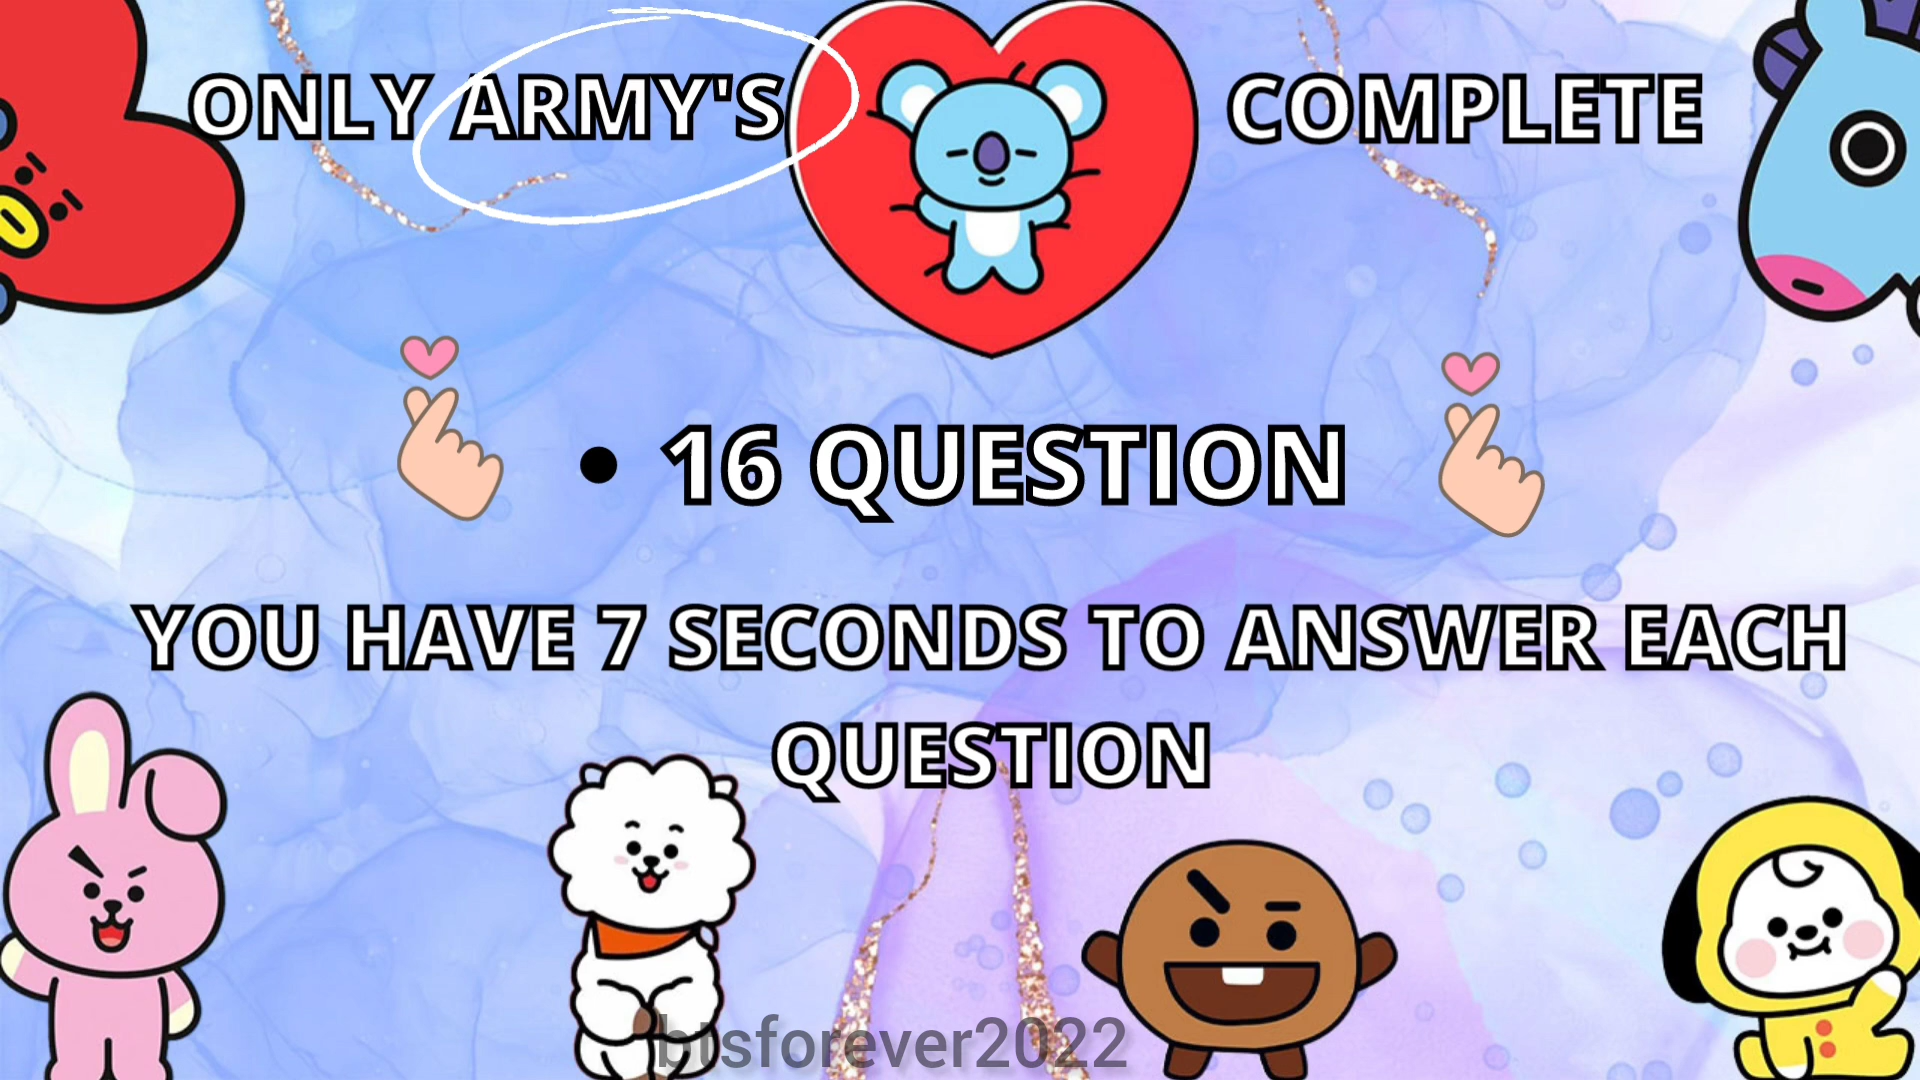 ONLY ARMY'S COMPLETE
• 16 QUESTION
YOU HAVE 7 SECONDS TO ANSWER EACH
QUESTION
btsforever2022